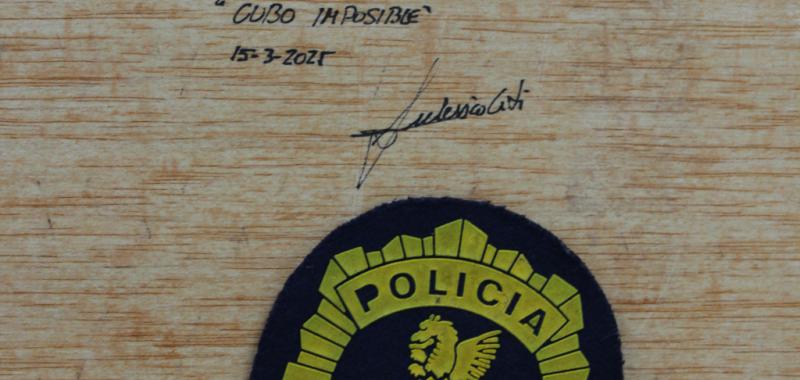 "CUBO IMPOSIBLE"
15-3-2025
POLICIA